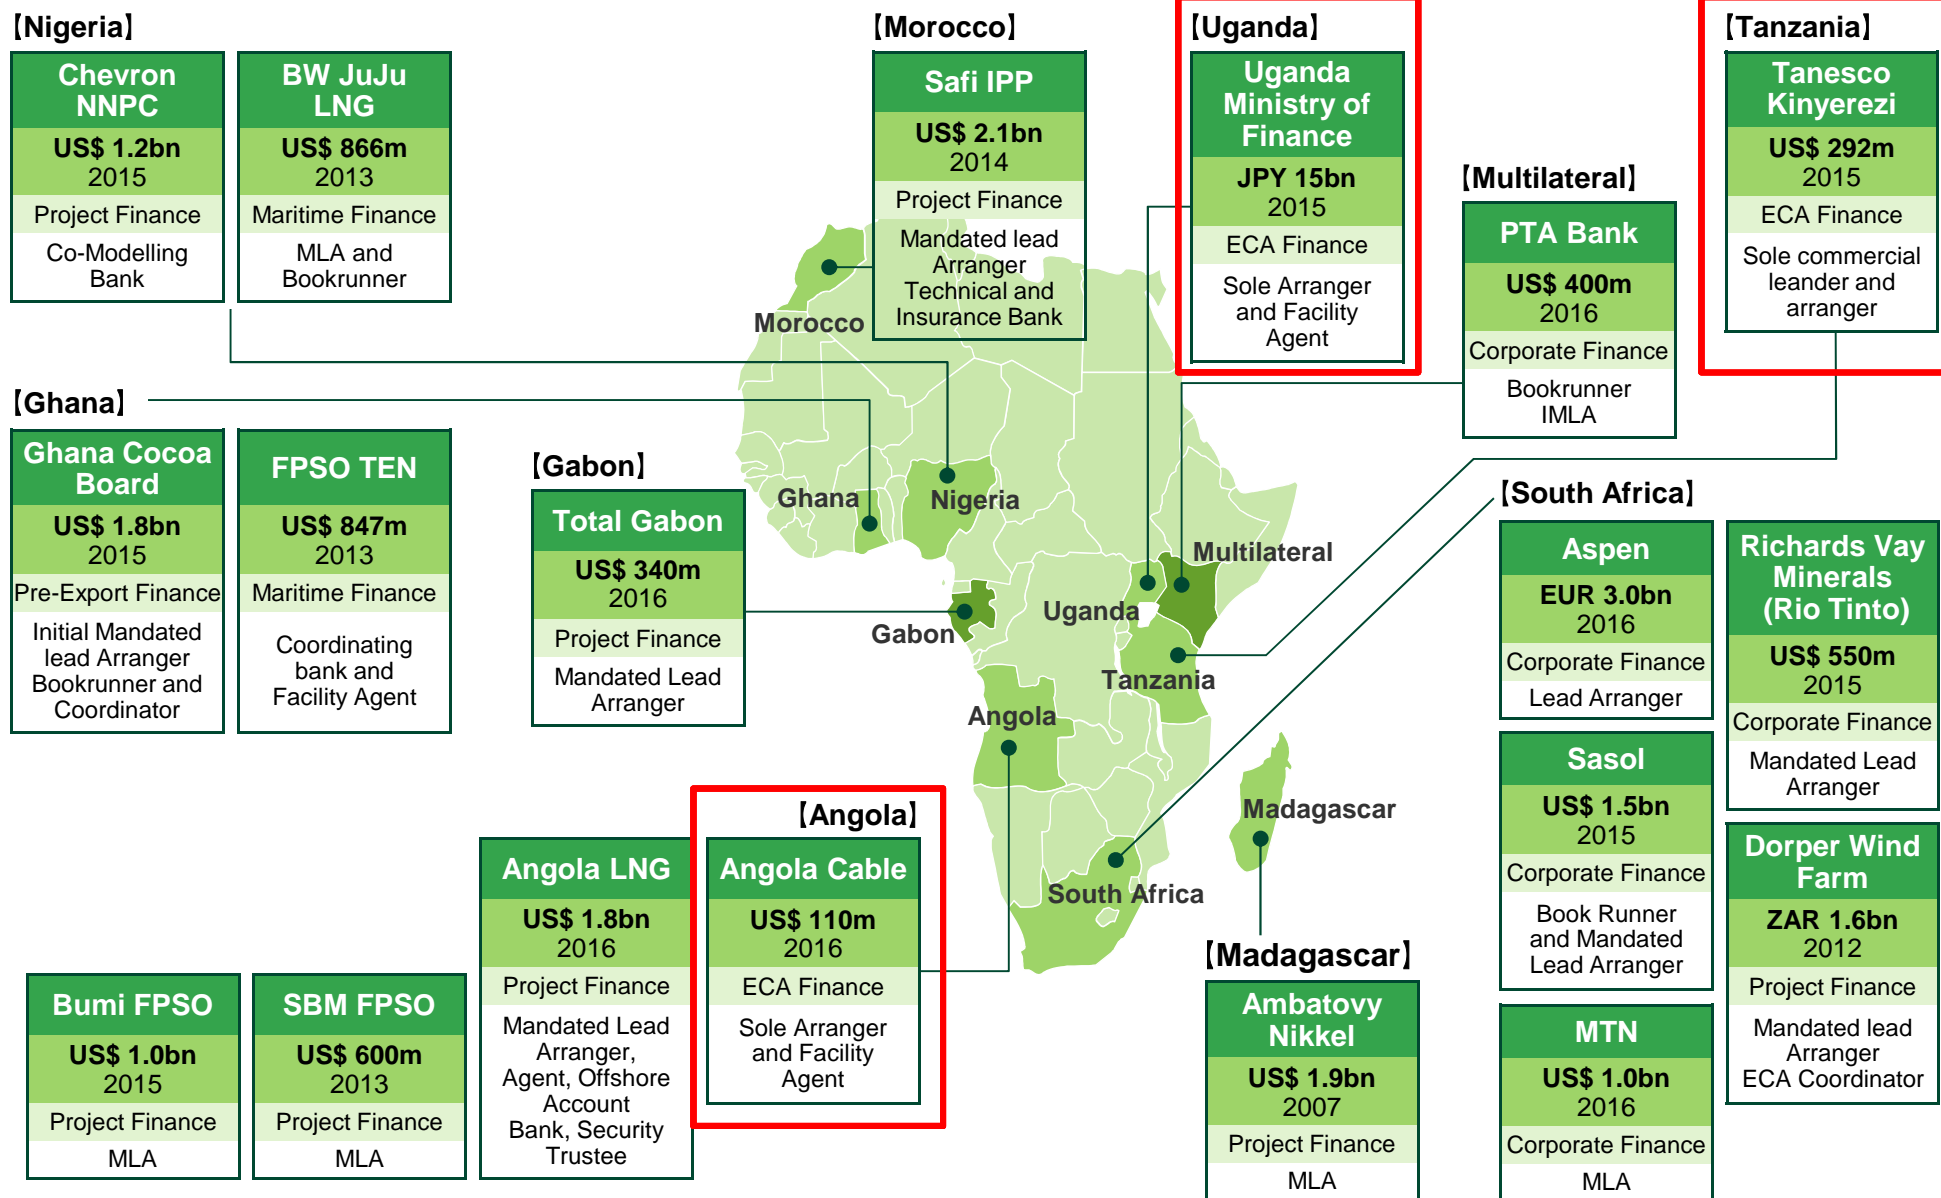 【Nigeria】
Chevron
NNPC
US$ 1.2bn
2015
Project Finance
Co-Modelling
Bank
BW JuJu
LNG
US$ 866m
2013
Maritime Finance
MLA and
Bookrunner
【Morocco】
Safi IPP
US$ 2.1bn
2014
Project Finance
Mandated lead
Arranger
Technical and
Insurance Bank
【Uganda】
Uganda
Ministry of
Finance
JPY 15bn
2015
ECA Finance
Sole Arranger
and Facility
Agent
【Multilateral】
PTA Bank
US$ 400m
2016
Corporate Finance
Bookrunner
IMLA
【Tanzania】
Tanesco
Kinyerezi
US$ 292m
2015
ECA Finance
Sole commercial
leander and
arranger
【Ghana】
Ghana Cocoa
Board
US$ 1.8bn
2015
Pre-Export Finance
Initial Mandated
lead Arranger
Bookrunner and
Coordinator
FPSO TEN
US$ 847m
2013
Maritime Finance
Coordinating
bank and
Facility Agent
【Gabon】
Total Gabon
US$ 340m
2016
Project Finance
Mandated Lead
Arranger
Morocco
Ghana
Nigeria
Multilateral
Uganda
Gabon
Tanzania
Angola
Madagascar
South Africa
【South Africa】
Aspen
EUR 3.0bn
2016
Corporate Finance
Lead Arranger
Richards Vay
Minerals
(Rio Tinto)
US$ 550m
2015
Corporate Finance
Mandated Lead
Arranger
Sasol
US$ 1.5bn
2015
Corporate Finance
Book Runner
and Mandated
Lead Arranger
Dorper Wind
Farm
ZAR 1.6bn
2012
Project Finance
Mandated lead
Arranger
ECA Coordinator
MTN
US$ 1.0bn
2016
Corporate Finance
MLA
【Angola】
Bumi FPSO
US$ 1.0bn
2015
Project Finance
MLA
SBM FPSO
US$ 600m
2013
Project Finance
MLA
Angola LNG
US$ 1.8bn
2016
Project Finance
Mandated Lead
Arranger,
Agent, Offshore
Account
Bank, Security
Trustee
Angola Cable
US$ 110m
2016
ECA Finance
Sole Arranger
and Facility
Agent
【Madagascar】
Ambatovy
Nikkel
US$ 1.9bn
2007
Project Finance
MLA